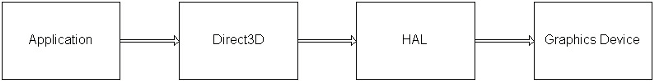 Application
Direct3D
HAL
Graphics Device